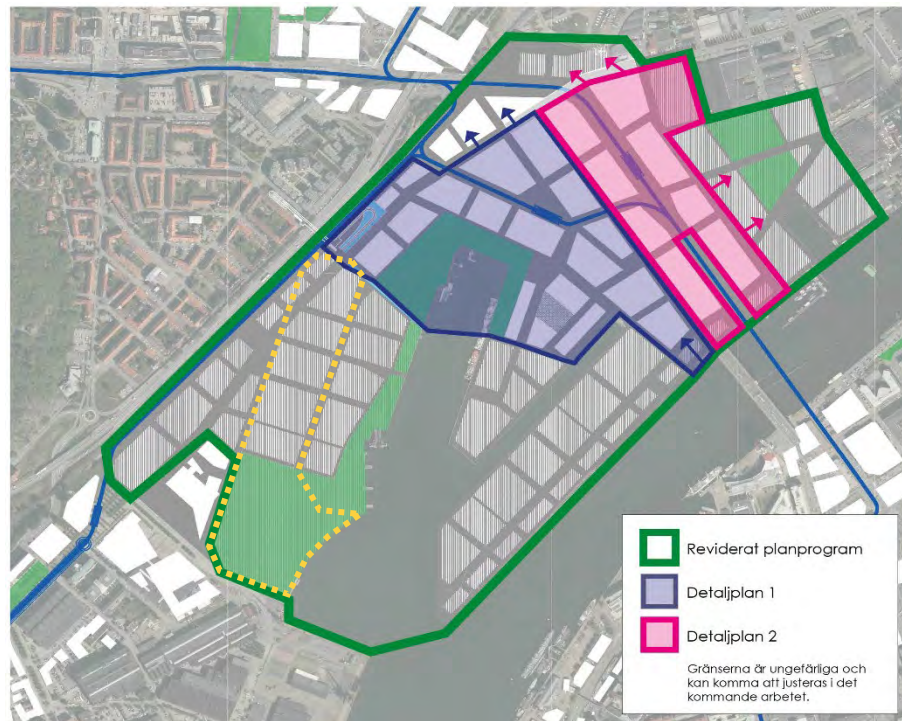 Reviderat planprogram
Detaljplan 1
Detaljplan 2
Gränserna är ungefärliga och
kan komma att justeras i det
kommande arbetet.